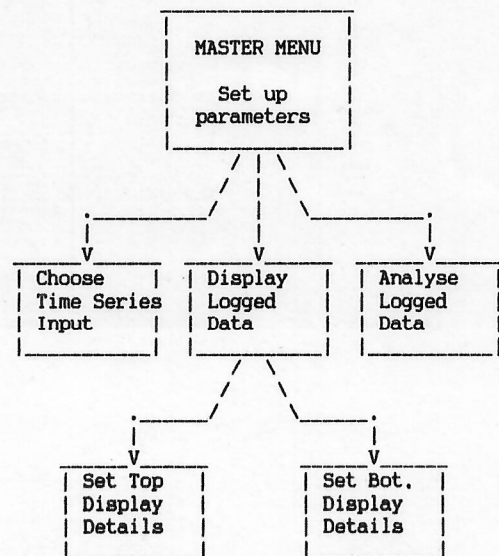 MASTER MENU
Set up
parameters
Choose
Time Series
Input
Display
Logged
Data
Analyse
Logged
Data
Set Top
Display
Details
Set Bot.
Display
Details